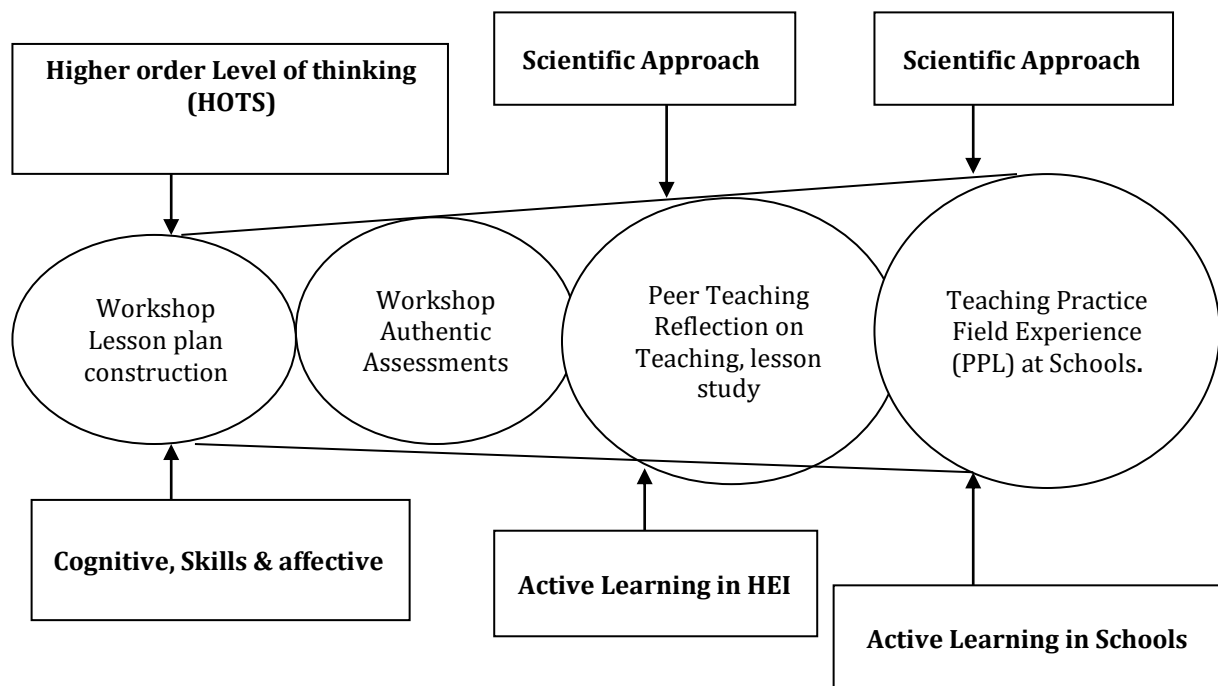 Higher order Level of thinking
(HOTS)
Scientific Approach
Scientific Approach
Workshop
Lesson plan
construction
Workshop
Authentic
Assessments
Peer Teaching
Reflection on
Teaching, lesson
study
Teaching Practice
Field Experience
(PPL) at Schools.
Cognitive, Skills & affective
Active Learning in HEI
Active Learning in Schools